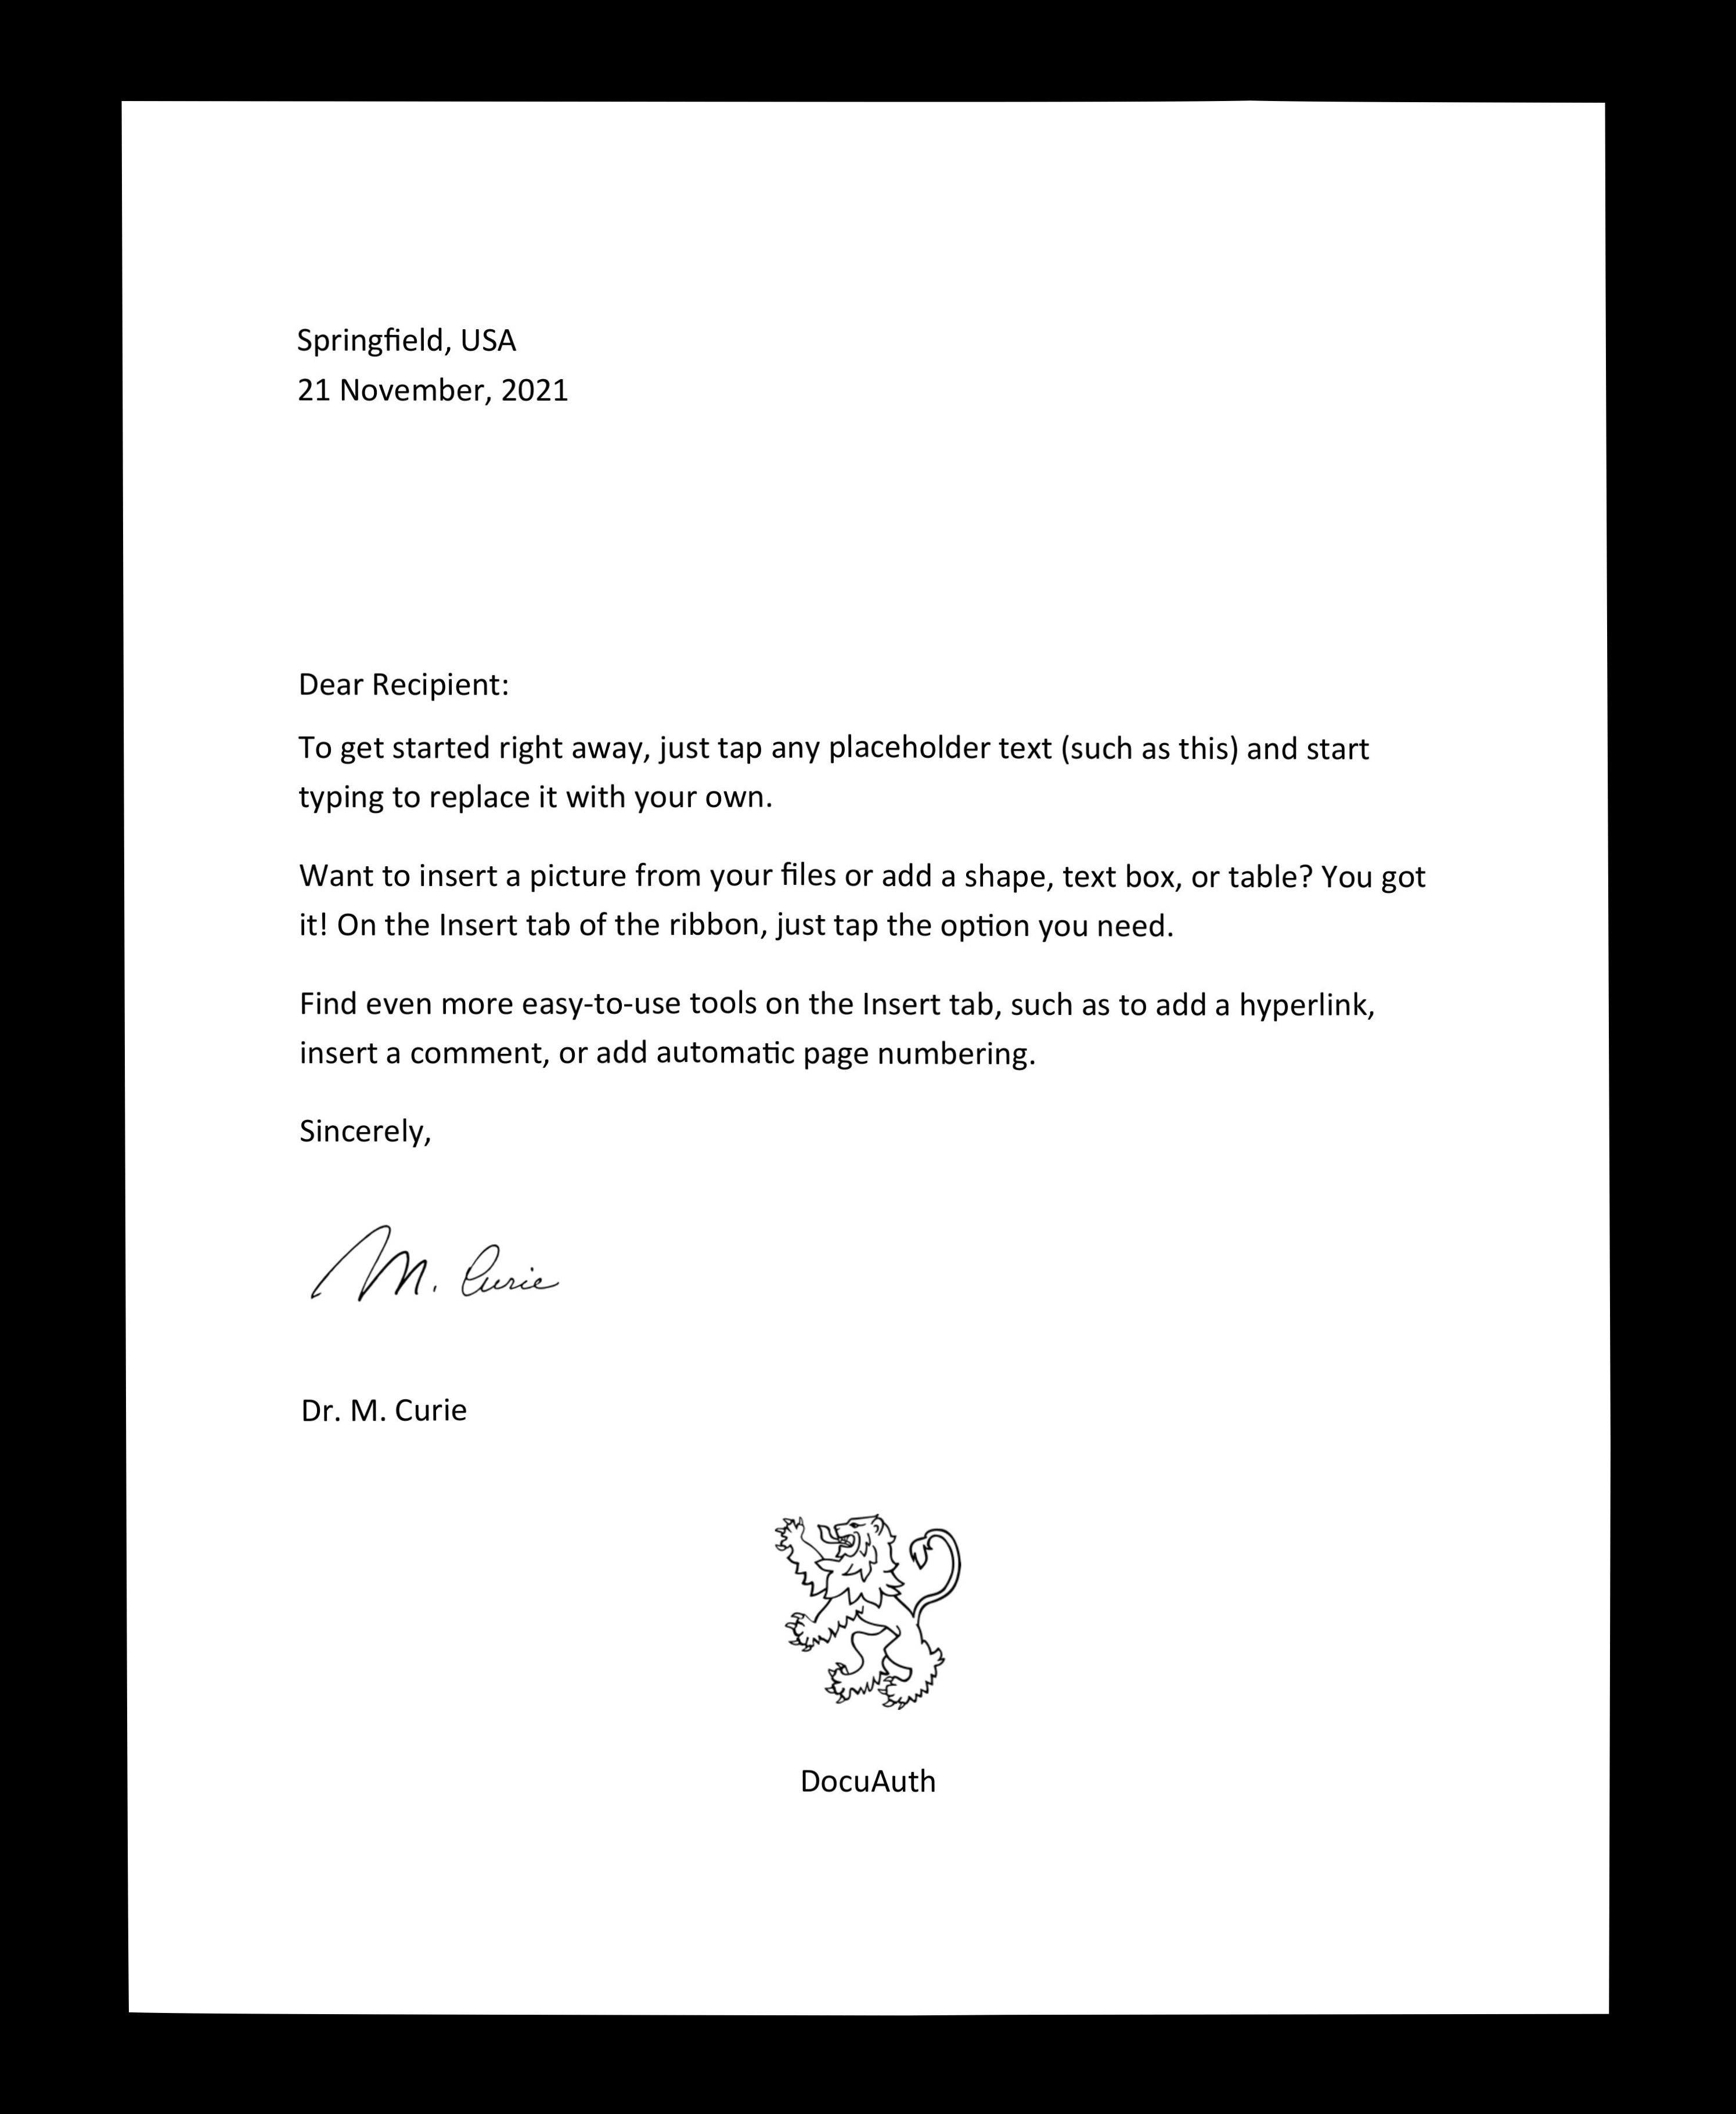 Springfield, USA
21 November, 2021
Dear Recipient:
To get started right away, just tap any placeholder text (such as this) and start
typing to replace it with your own.
Want to insert a picture from your files or add a shape, text box, or table? You got
it! On the Insert tab of the ribbon, just tap the option you need.
Find even more easy-to-use tools on the Insert tab, such as to add a hyperlink,
insert a comment, or add automatic page numbering.
Sincerely,
M. Curie
Dr. M. Curie
DocuAuth